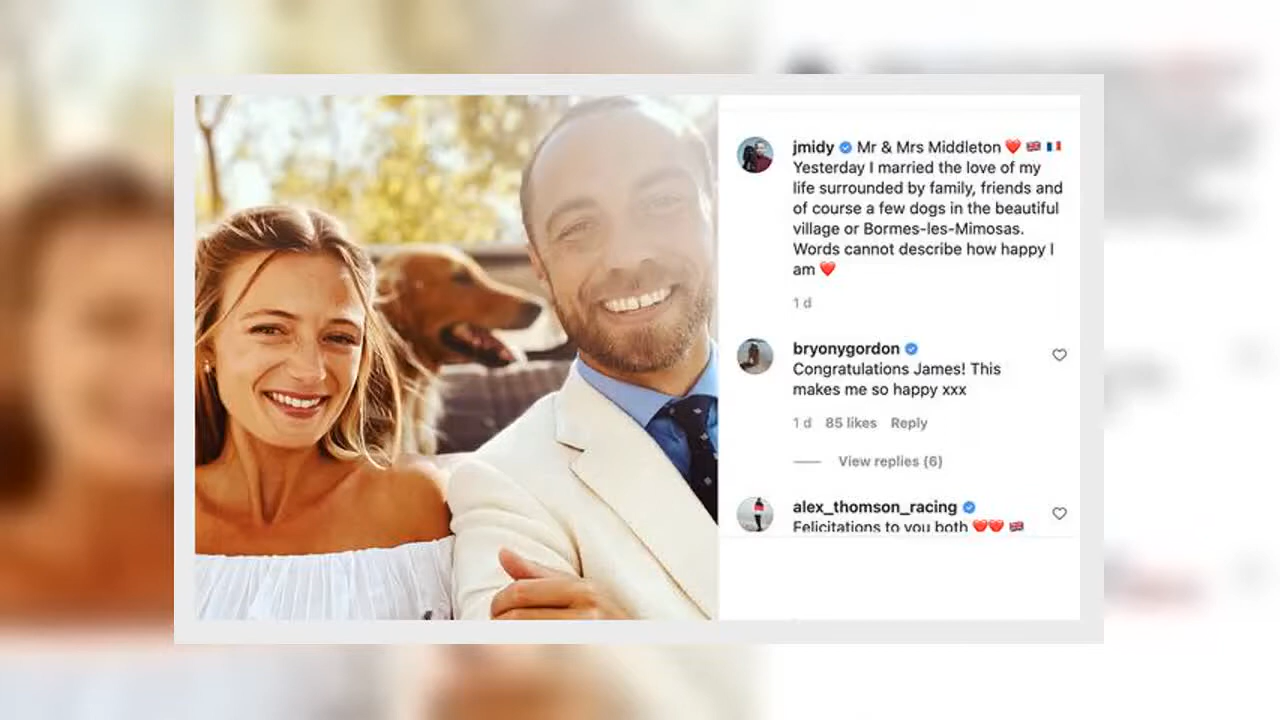 jmidy Mr & Mrs Middleton ❤️ 🇬🇧 🇫🇷
Yesterday I married the love of my
life surrounded by family, friends and
of course a few dogs in the beautiful
village or Bormes-les-Mimosas.
Words cannot describe how happy I
am ❤️
1 d
bryonygordon
Congratulations James! This
makes me so happy xxx
1 d 85 likes Reply
View replies (6)
alex_thomson_racing
Felicitations to you both ❤️❤️ 🇬🇧